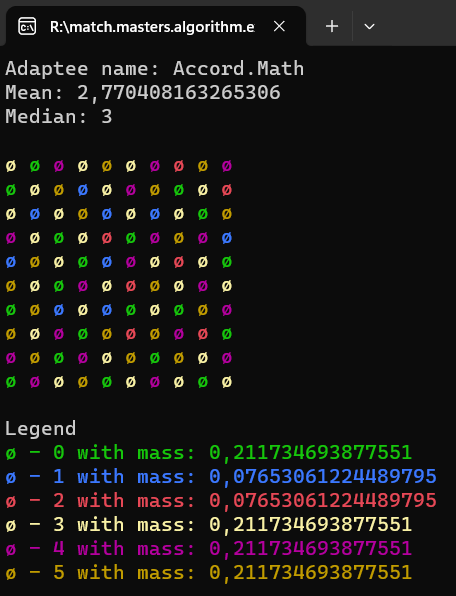 R:\match.masters.algorithm.e
Adaptee name: Accord.Math
Mean: 2,770408163265306
Median: 3
ø ø ø ø ø ø ø ø ø ø
ø ø ø ø ø ø ø ø ø ø
ø ø ø ø ø ø ø ø ø ø
ø ø ø ø ø ø ø ø ø ø
ø ø ø ø ø ø ø ø ø ø
ø ø ø ø ø ø ø ø ø ø
ø ø ø ø ø ø ø ø ø ø
ø ø ø ø ø ø ø ø ø ø
ø ø ø ø ø ø ø ø ø ø
ø ø ø ø ø ø ø ø ø ø
Legend
ø - 0 with mass: 0,211734693877551
ø - 1 with mass: 0,07653061224489795
ø - 2 with mass: 0,07653061224489795
ø - 3 with mass: 0,211734693877551
ø - 4 with mass: 0,211734693877551
ø - 5 with mass: 0,211734693877551